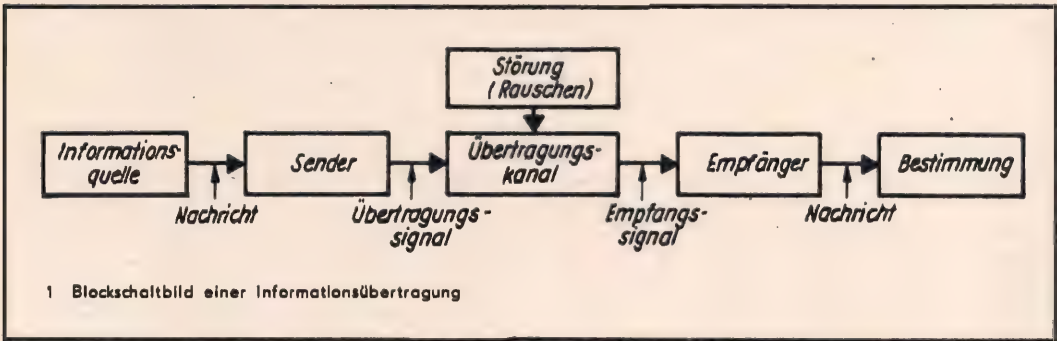 Störung
(Rauschen)
Informations-
quelle
Sender
Übertragungs-
kanal
Empfänger
Bestimmung
Nachricht
Übertragungs-
signal
Empfangs-
signal
Nachricht
1 Blockschaltbild einer Informationsübertragung